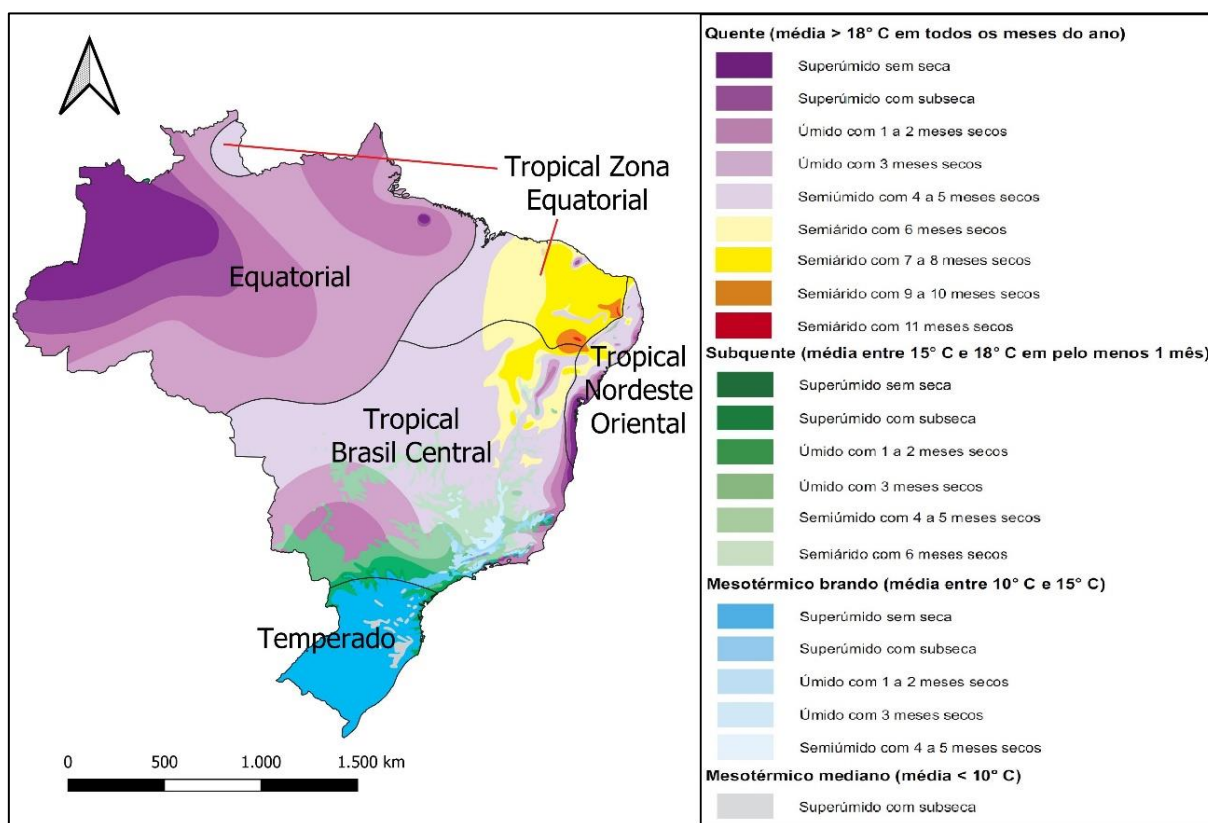 Tropical Zona
Equatorial
Equatorial
Tropical
Nordeste
Oriental
Tropical
Brasil Central
Temperado
0 500 1.000 1.500 km
Quente (média > 18° C em todos os meses do ano)
Superúmido sem seca
Superúmido com subseca
Úmido com 1 a 2 meses secos
Úmido com 3 meses secos
Semiúmido com 4 a 5 meses secos
Semiárido com 6 meses secos
Semiárido com 7 a 8 meses secos
Semiárido com 9 a 10 meses secos
Semiárido com 11 meses secos
Subquente (média entre 15° C e 18° C em pelo menos 1 mês)
Superúmido sem seca
Superúmido com subseca
Úmido com 1 a 2 meses secos
Úmido com 3 meses secos
Semiúmido com 4 a 5 meses secos
Semiárido com 6 meses secos
Mesotérmico brando (média entre 10° C e 15° C)
Superúmido sem seca
Superúmido com subseca
Úmido com 1 a 2 meses secos
Úmido com 3 meses secos
Semiúmido com 4 a 5 meses secos
Mesotérmico mediano (média < 10° C)
Superúmido com subseca